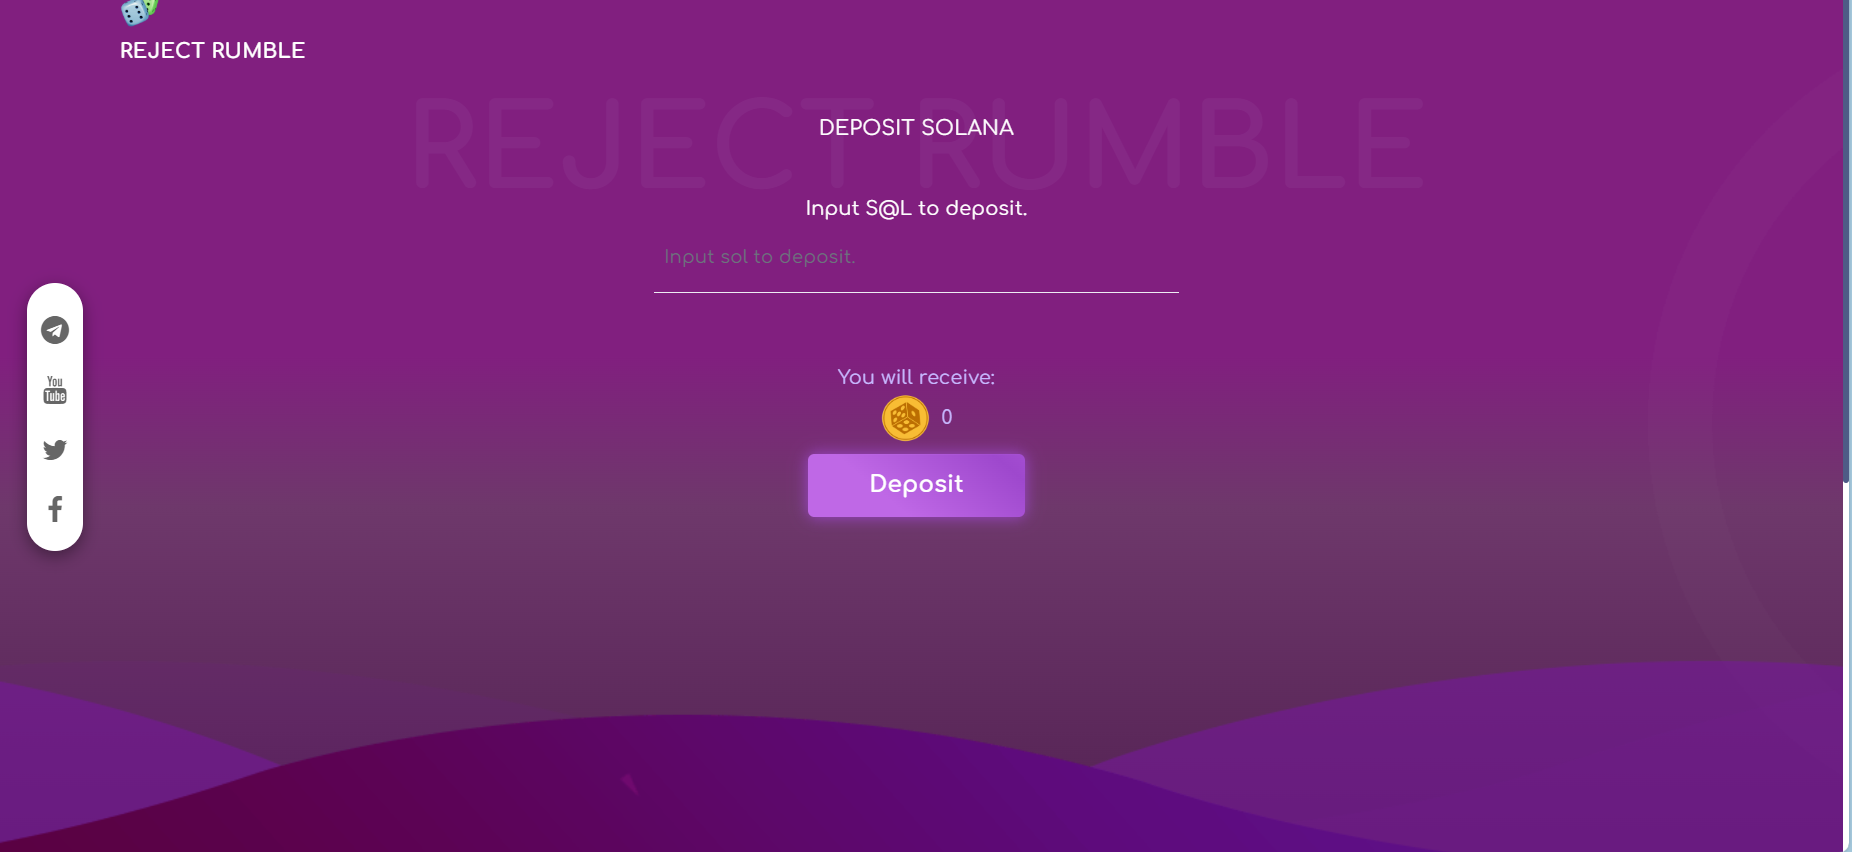 REJECT RUMBLE
REJECT RUMBLE
DEPOSIT SOLANA
Input S@L to deposit.
Input sol to deposit.
You
Tube
You will receive:
0
Deposit